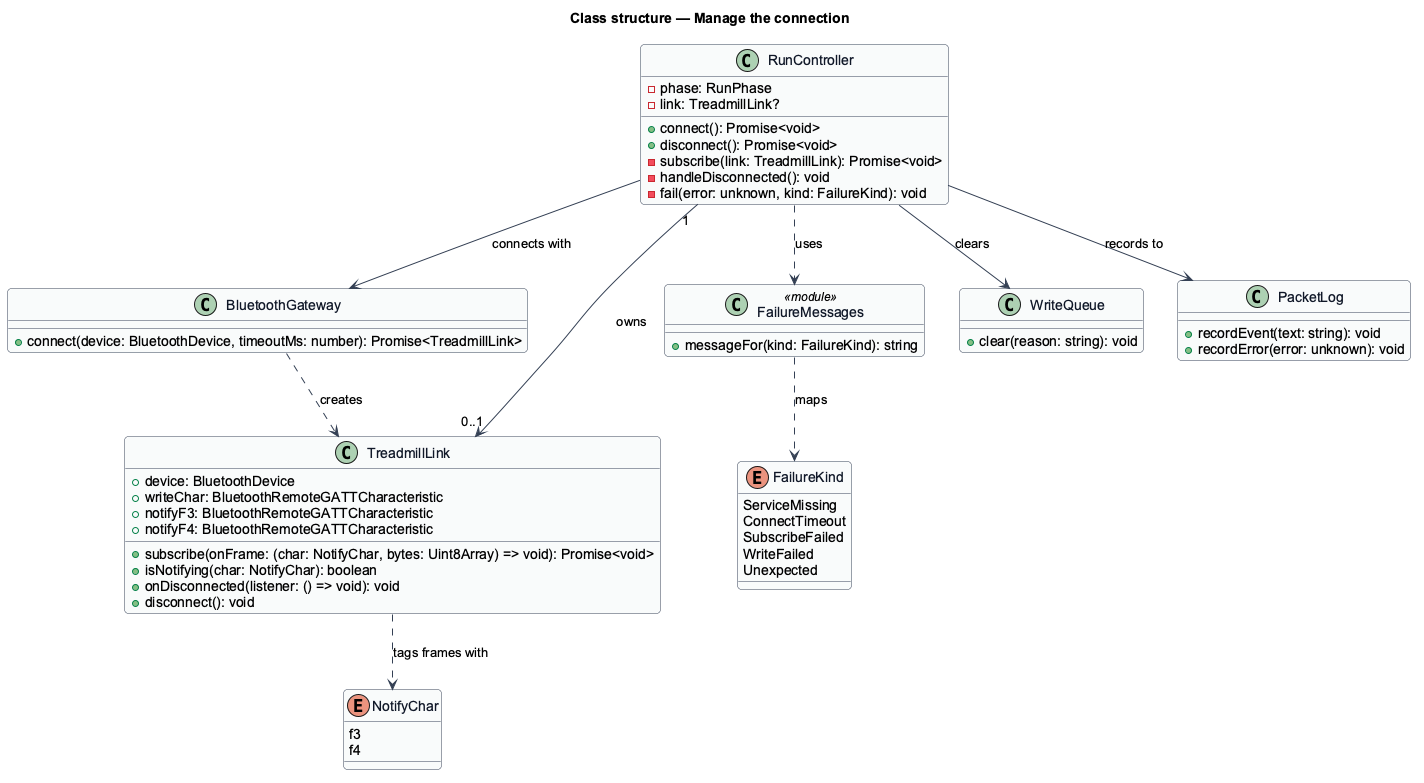 Class structure — Manage the connection
C RunController
phase: RunPhase
link: TreadmillLink?
connect(): Promise<void>
disconnect(): Promise<void>
subscribe(link: TreadmillLink): Promise<void>
handleDisconnected(): void
fail(error: unknown, kind: FailureKind): void
1
connects with
uses
clears
records to
C BluetoothGateway
connect(device: BluetoothDevice, timeoutMs: number): Promise<TreadmillLink>
owns
C «module»
FailureMessages
messageFor(kind: FailureKind): string
C WriteQueue
clear(reason: string): void
C PacketLog
recordEvent(text: string): void
recordError(error: unknown): void
creates
maps
0..1
C TreadmillLink
device: BluetoothDevice
writeChar: BluetoothRemoteGATTCharacteristic
notifyF3: BluetoothRemoteGATTCharacteristic
notifyF4: BluetoothRemoteGATTCharacteristic
subscribe(onFrame: (char: NotifyChar, bytes: Uint8Array) => void): Promise<void>
isNotifying(char: NotifyChar): boolean
onDisconnected(listener: () => void): void
disconnect(): void
E FailureKind
ServiceMissing
ConnectTimeout
SubscribeFailed
WriteFailed
Unexpected
tags frames with
E NotifyChar
f3
f4